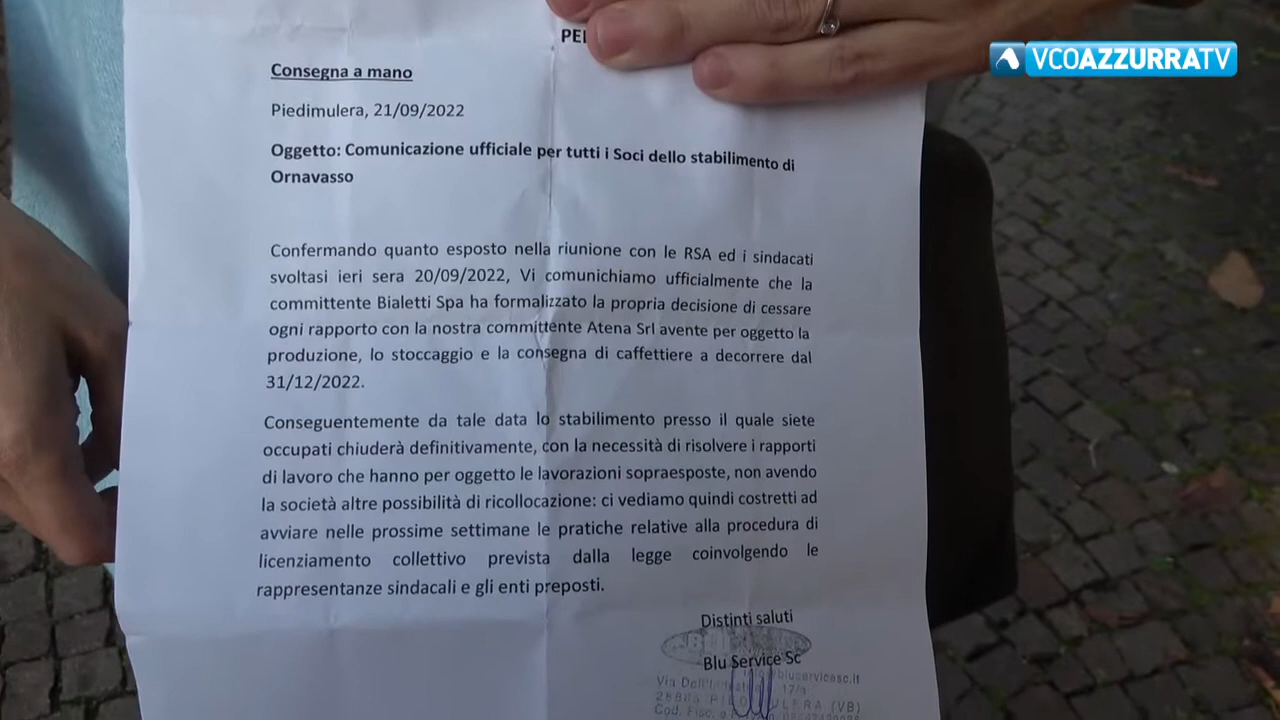 PE
VCOAZZURRATV
Consegna a mano
Piedimulera, 21/09/2022
Oggetto: Comunicazione ufficiale per tutti i Soci dello stabilimento di
Ornavasso
Confermando quanto esposto nella riunione con le RSA ed i sindacati
svoltasi ieri sera 20/09/2022, Vi comunichiamo ufficialmente che la
committente Bialetti Spa ha formalizzato la propria decisione di cessare
ogni rapporto con la nostra committente Atena Srl avente per oggetto la
produzione, lo stoccaggio e la consegna di caffettiere a decorrere dal
31/12/2022.
Conseguentemente da tale data lo stabilimento presso il quale siete
occupati chiuderà definitivamente, con la necessità di risolvere i rapporti
di lavoro che hanno per oggetto le lavorazioni sopraesposte, non avendo
la società altre possibilità di ricollocazione: ci vediamo quindi costretti ad
avviare nelle prossime settimane le pratiche relative alla procedura di
licenziamento collettivo prevista dalla legge coinvolgendo le
rappresentanze sindacali e gli enti preposti.
Distinti saluti
Blu Service Sc
Via 17/a
(VB)
Cod. Fisc.